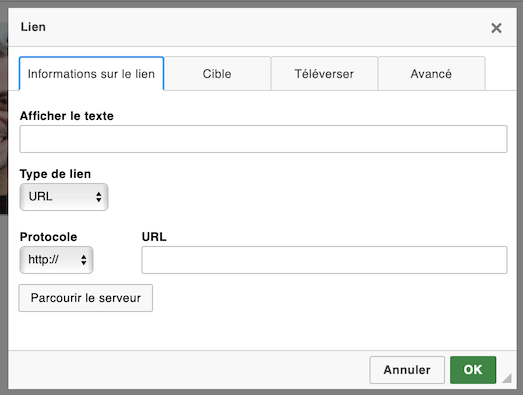 Lien
Informations sur le lien Cible Téléverser Avancé
Afficher le texte
Type de lien
URL
Protocole URL
http://
Parcourir le serveur
Annuler OK